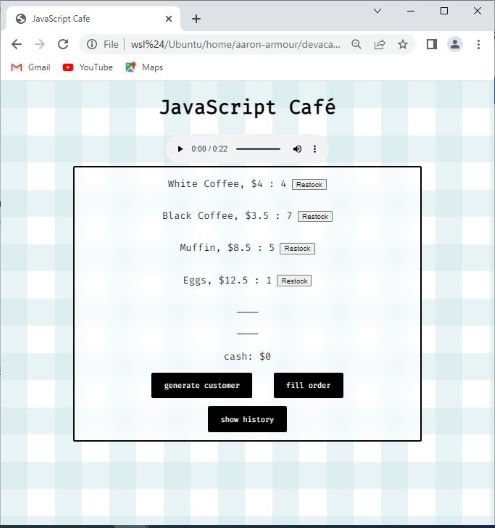 JavaScript Cafe
File | wsl%24/Ubuntu/home/aaron-armour/devaca...
Gmail YouTube Maps
JavaScript Café
0:00 / 0:22
White Coffee, $4 : 4 Restock
Black Coffee, $3.5 : 7 Restock
Muffin, $8.5 : 5 Restock
Eggs, $12.5 : 1 Restock
cash: $0
generate customer fill order
show history